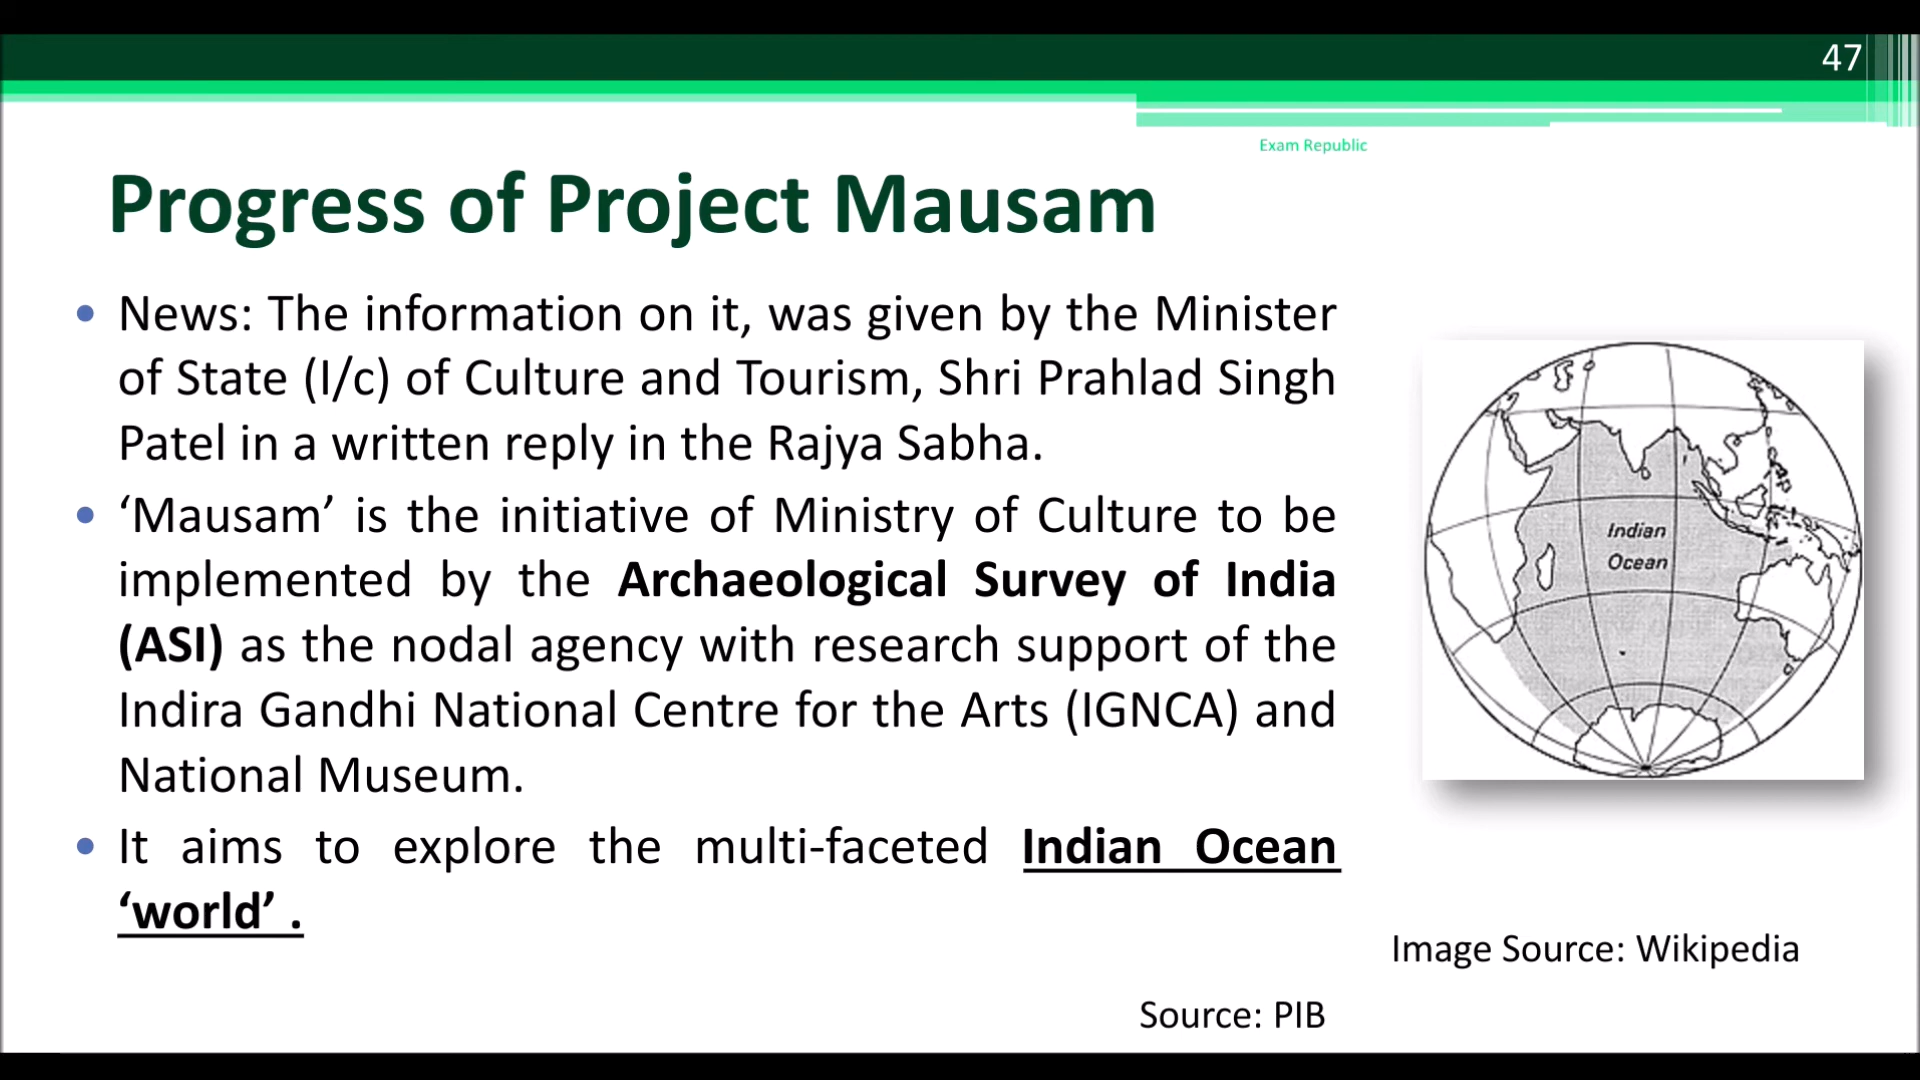 47
Exam Republic
Progress of Project Mausam
• News: The information on it, was given by the Minister
of State (I/c) of Culture and Tourism, Shri Prahlad Singh
Patel in a written reply in the Rajya Sabha.
• ‘Mausam’ is the initiative of Ministry of Culture to be
implemented by the Archaeological Survey of India
(ASI) as the nodal agency with research support of the
Indira Gandhi National Centre for the Arts (IGNCA) and
National Museum.
• It aims to explore the multi-faceted Indian Ocean
‘world’ .
Indian
Ocean
Image Source: Wikipedia
Source: PIB